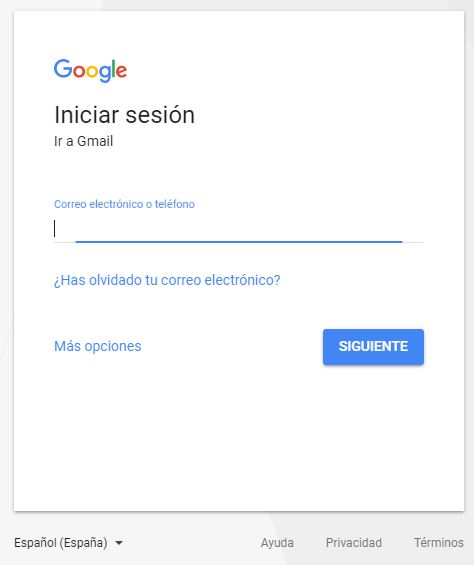 Google
Iniciar sesión
Ir a Gmail
Correo electrónico o teléfono
¿Has olvidado tu correo electrónico?
Más opciones
SIGUIENTE
Español (España)
Ayuda
Privacidad
Términos